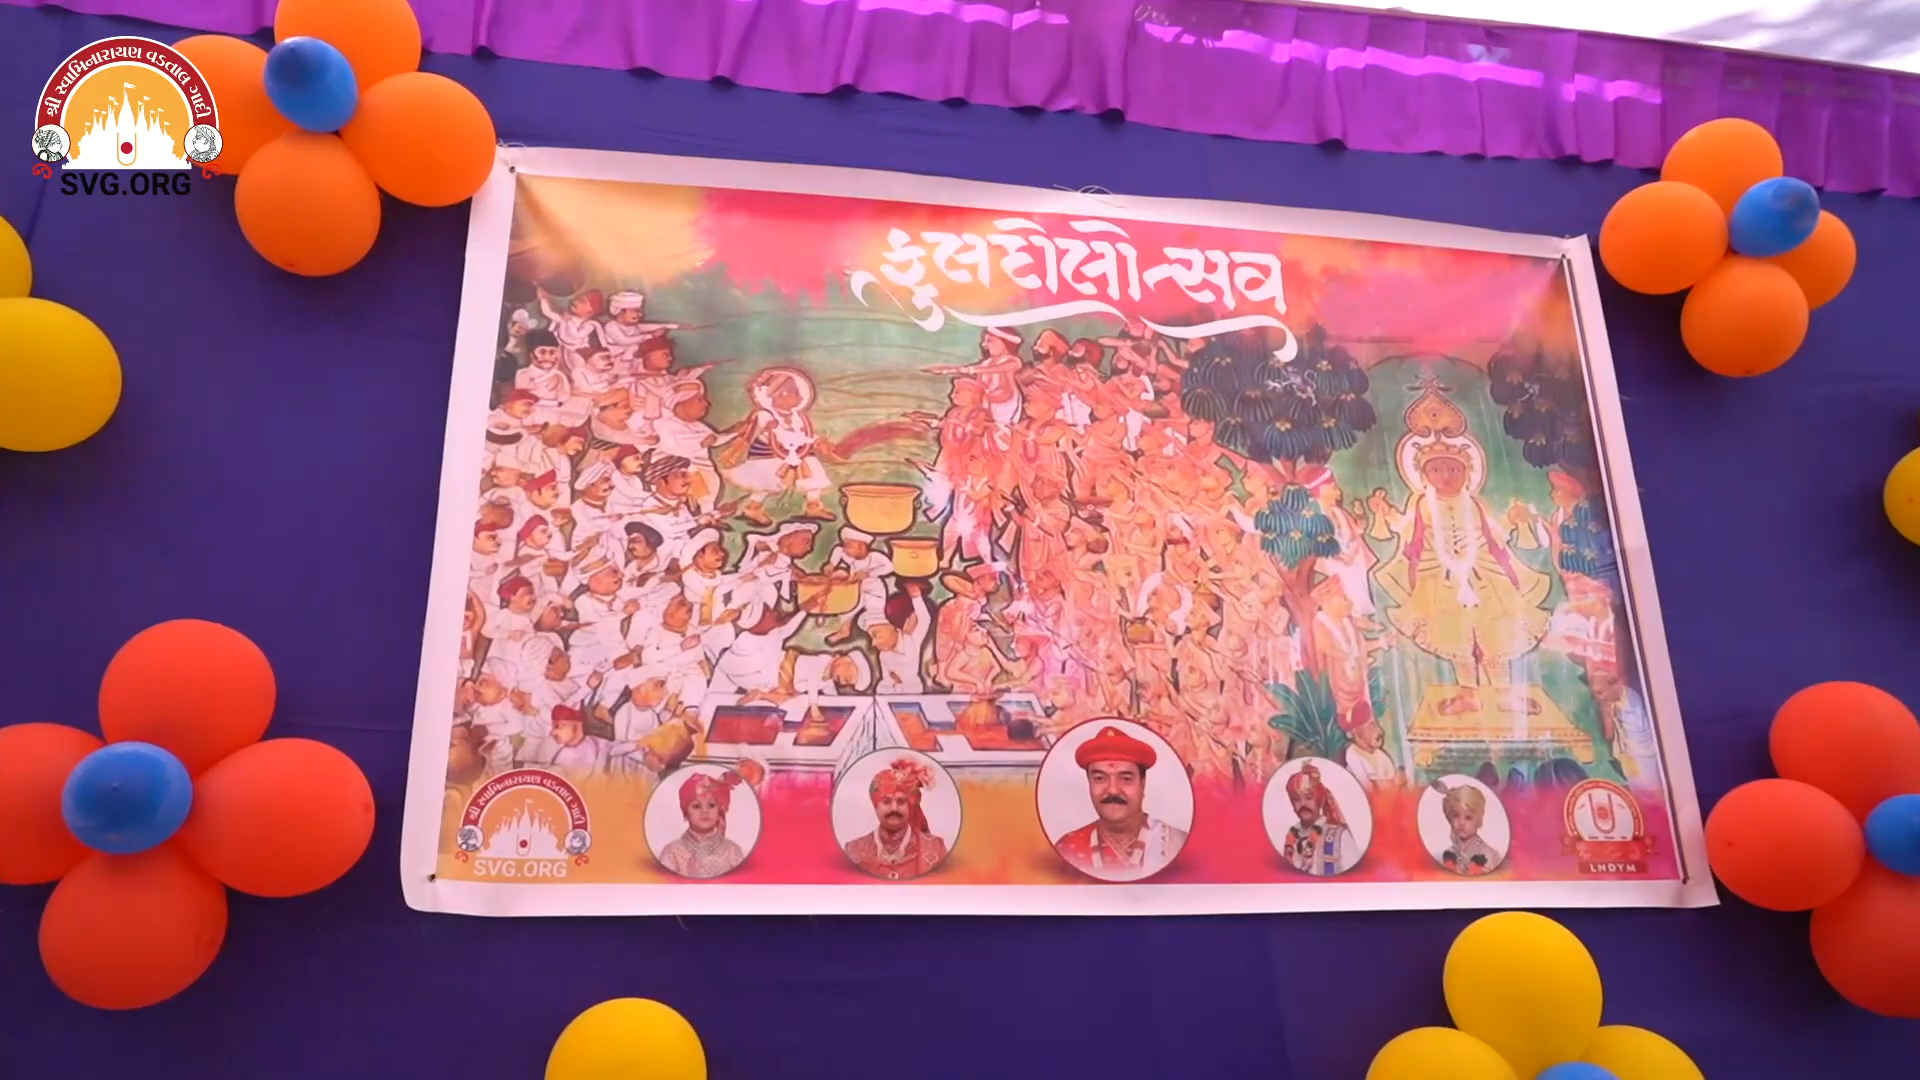 શ્રી સ્વામિનારાયણ વડતાલ ગાદી
SVG.ORG
ફુલદોલોત્સવ
શ્રી સ્વામિનારાયણ વડતાલ ગાદી
SVG.ORG
LNDYM